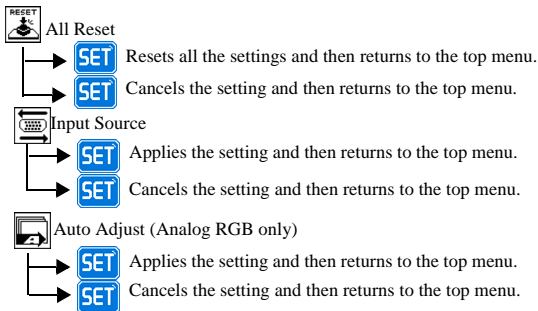 RESET
All Reset
SET Resets all the settings and then returns to the top menu.
SET Cancels the setting and then returns to the top menu.
Input Source
SET Applies the setting and then returns to the top menu.
SET Cancels the setting and then returns to the top menu.
A Auto Adjust (Analog RGB only)
SET Applies the setting and then returns to the top menu.
SET Cancels the setting and then returns to the top menu.